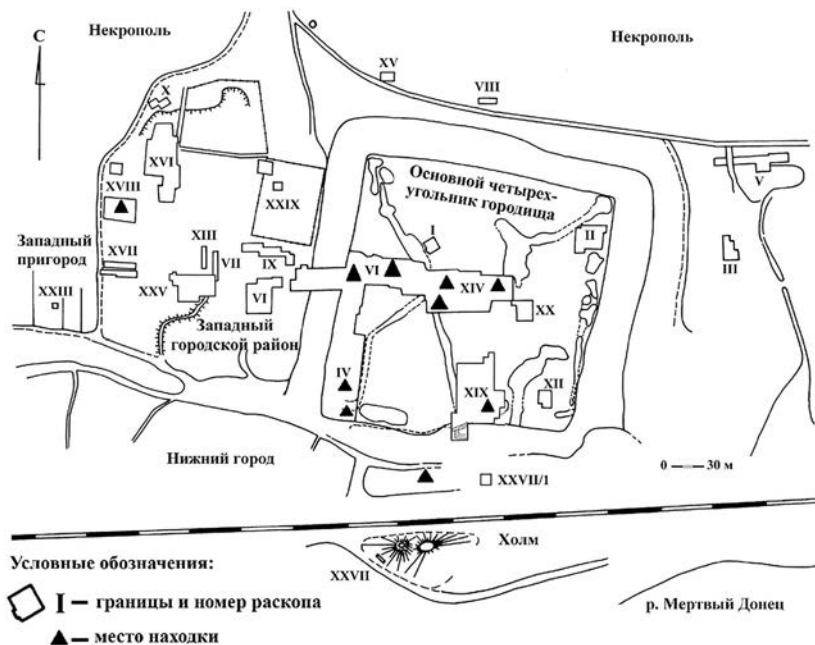 Некрополь
Некрополь
С
XV
VIII
X
XVI
V
XVIII
XXIX
Основной четырех-
угольник городища
I
II
III
Западный
пригород
XVII
XIII
VII
IX
VI
XIV
XXIII
XXV
VI
XX
Западный
городской район
IV
XIX
XII
Нижний город
XXVII/1
0 30 м
Холм
XXVII
р. Мертвый Донец
Условные обозначения:
I – границы и номер раскопа
– место находки